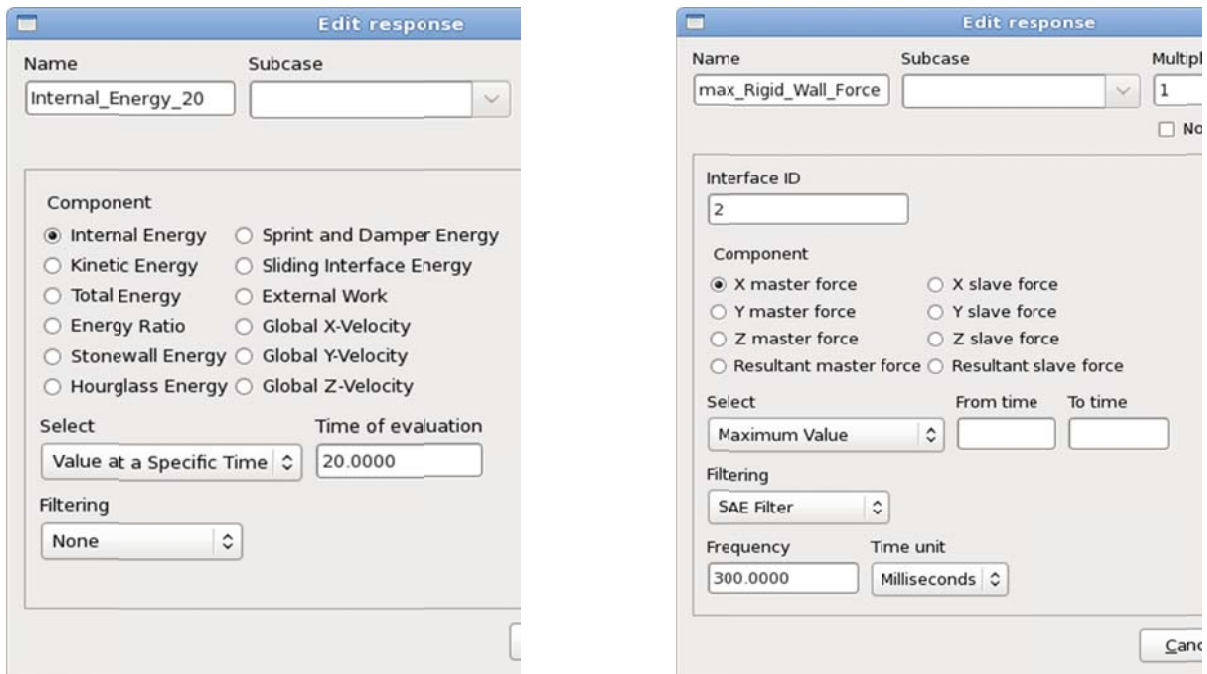 Edit response
Name Subcase
Internal_Energy_20
Component
Internal Energy Sprint and Damper Energy
Kinetic Energy Sliding Interface Energy
Total Energy External Work
Energy Ratio Global X-Velocity
Stonewall Energy Global Y-Velocity
Hourglass Energy Global Z-Velocity
Select Time of evaluation
Value at a Specific Time 20.0000
Filtering
None
Edit response
Name Subcase Multipl
max_Rigid_Wall_Force 1
No
Interface ID
2
Component
X master force X slave force
Y master force Y slave force
Z master force Z slave force
Resultant master force Resultant slave force
Select From time To time
Maximum Value
Filtering
SAE Filter
Frequency Time unit
300.0000 Milliseconds
Canc